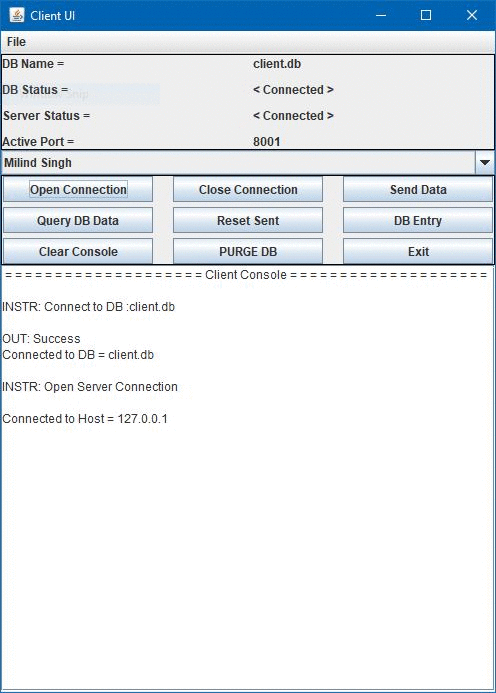 Client UI
File
DB Name = client.db
DB Status = < Connected >
Server Status = < Connected >
Active Port = 8001
Milind Singh
Open Connection Close Connection Send Data
Query DB Data Reset Sent DB Entry
Clear Console PURGE DB Exit
= = = = = = = = = = = = = = = = = = = = Client Console = = = = = = = = = = = = = = = = = = = =
INSTR: Connect to DB :client.db
OUT: Success
Connected to DB = client.db
INSTR: Open Server Connection
Connected to Host = 127.0.0.1